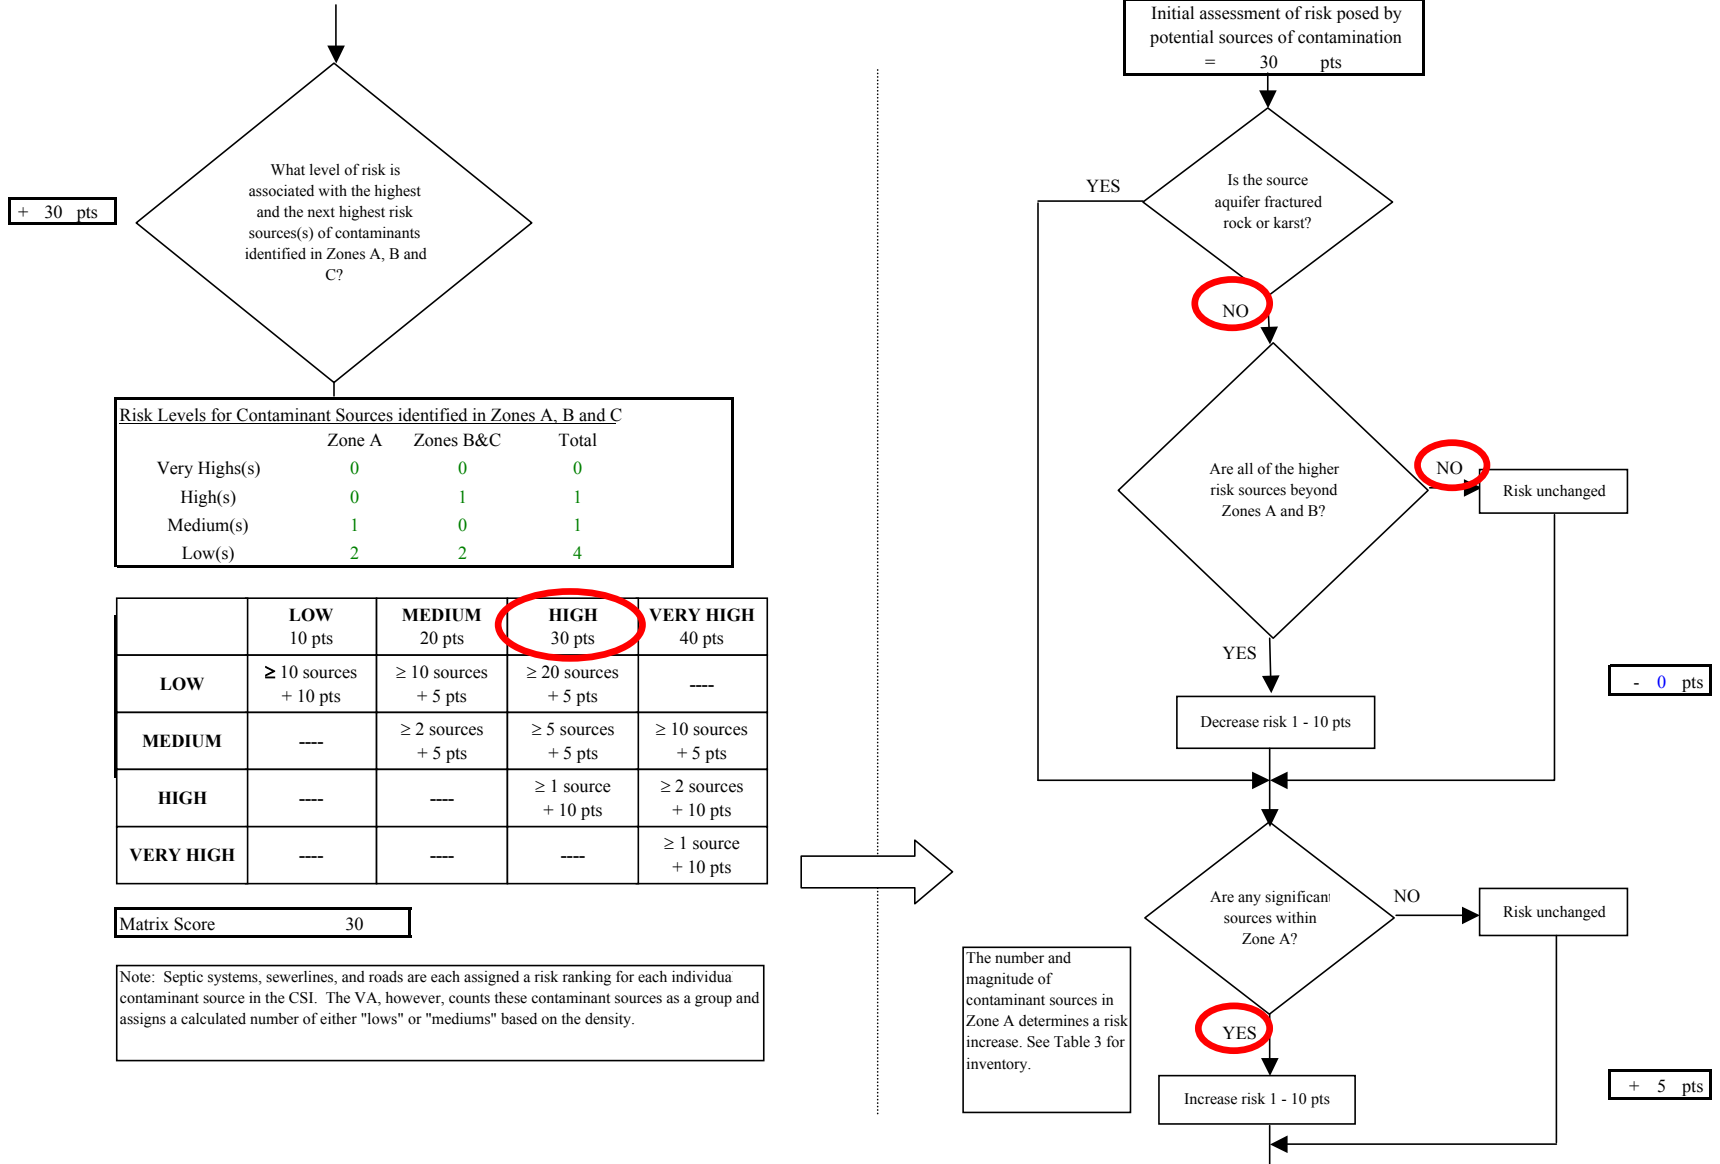 What level of risk is
associated with the highest
and the next highest risk
sources(s) of contaminants
identified in Zones A, B and
C?
+ 30 pts
Risk Levels for Contaminant Sources identified in Zones A, B and C
Zone A Zones B&C Total
Very Highs(s) 0 0 0
High(s) 0 1 1
Medium(s) 1 0 1
Low(s) 2 2 4
LOW MEDIUM HIGH VERY HIGH
10 pts 20 pts 30 pts 40 pts
LOW ≥ 10 sources + 10 pts ≥ 10 sources + 5 pts ≥ 20 sources + 5 pts ----
MEDIUM ---- ≥ 2 sources + 5 pts ≥ 5 sources + 5 pts ≥ 10 sources + 5 pts
HIGH ---- ---- ≥ 1 source + 10 pts ≥ 2 sources + 10 pts
VERY HIGH ---- ---- ---- ≥ 1 source + 10 pts
Matrix Score 30
Note: Septic systems, sewerlines, and roads are each assigned a risk ranking for each individua
contaminant source in the CSI. The VA, however, counts these contaminant sources as a group and
assigns a calculated number of either "lows" or "mediums" based on the density.
Initial assessment of risk posed by
potential sources of contamination
= 30 pts
Is the source
aquifer fractured
rock or karst?
YES
NO
Are all of the higher
risk sources beyond
Zones A and B?
NO
Risk unchanged
YES
Decrease risk 1 - 10 pts
- 0 pts
Are any significant
sources within
Zone A?
NO
Risk unchanged
The number and
magnitude of
contaminant sources in
Zone A determines a risk
increase. See Table 3 for
inventory.
YES
Increase risk 1 - 10 pts
+ 5 pts